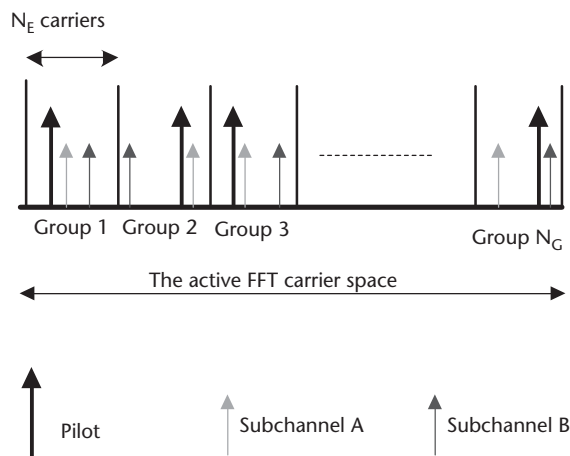 N_E carriers
Group 1
Group 2
Group 3
Group N_G
The active FFT carrier space
Pilot
Subchannel A
Subchannel B